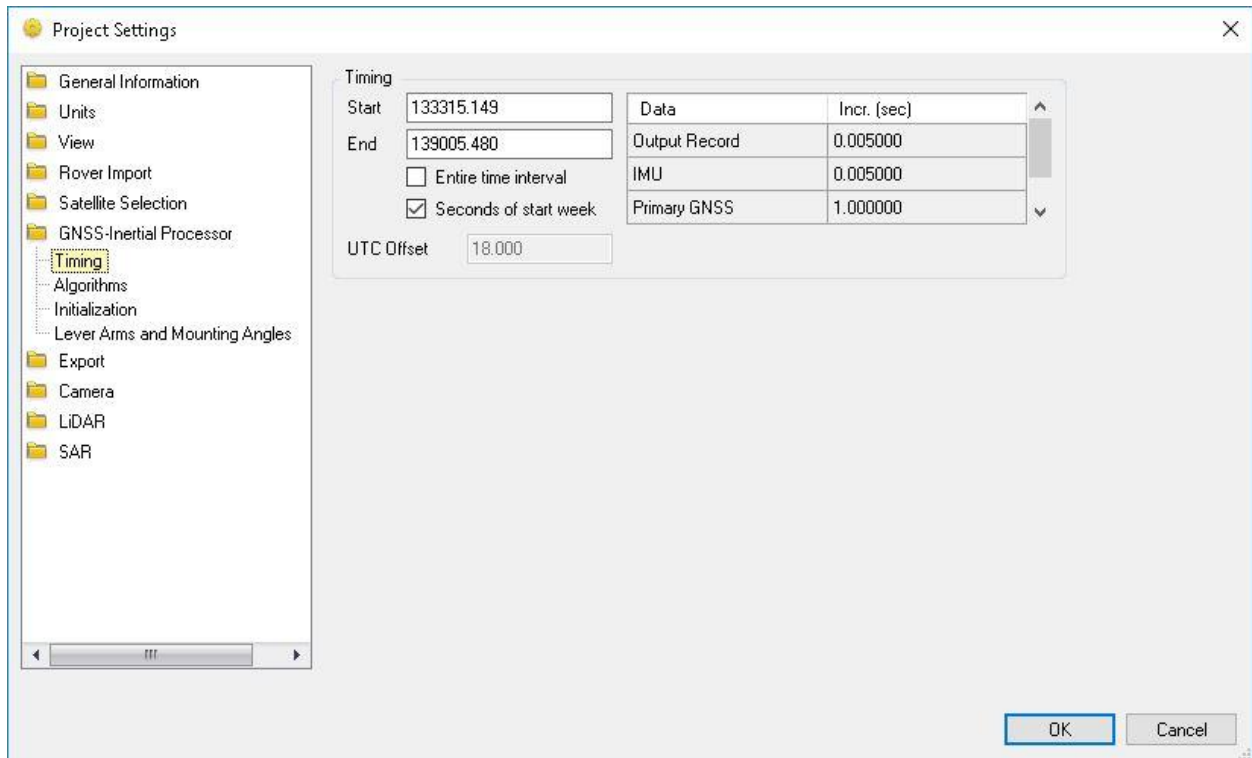 Project Settings
General Information
Units
View
Rover Import
Satellite Selection
GNSS-Inertial Processor
Timing
Algorithms
Initialization
Lever Arms and Mounting Angles
Export
Camera
LiDAR
SAR
Timing
Start 133315.149
End 139005.480
Entire time interval
Seconds of start week
UTC Offset 18.000
Data Incr. (sec)
Output Record 0.005000
IMU 0.005000
Primary GNSS 1.000000
OK Cancel